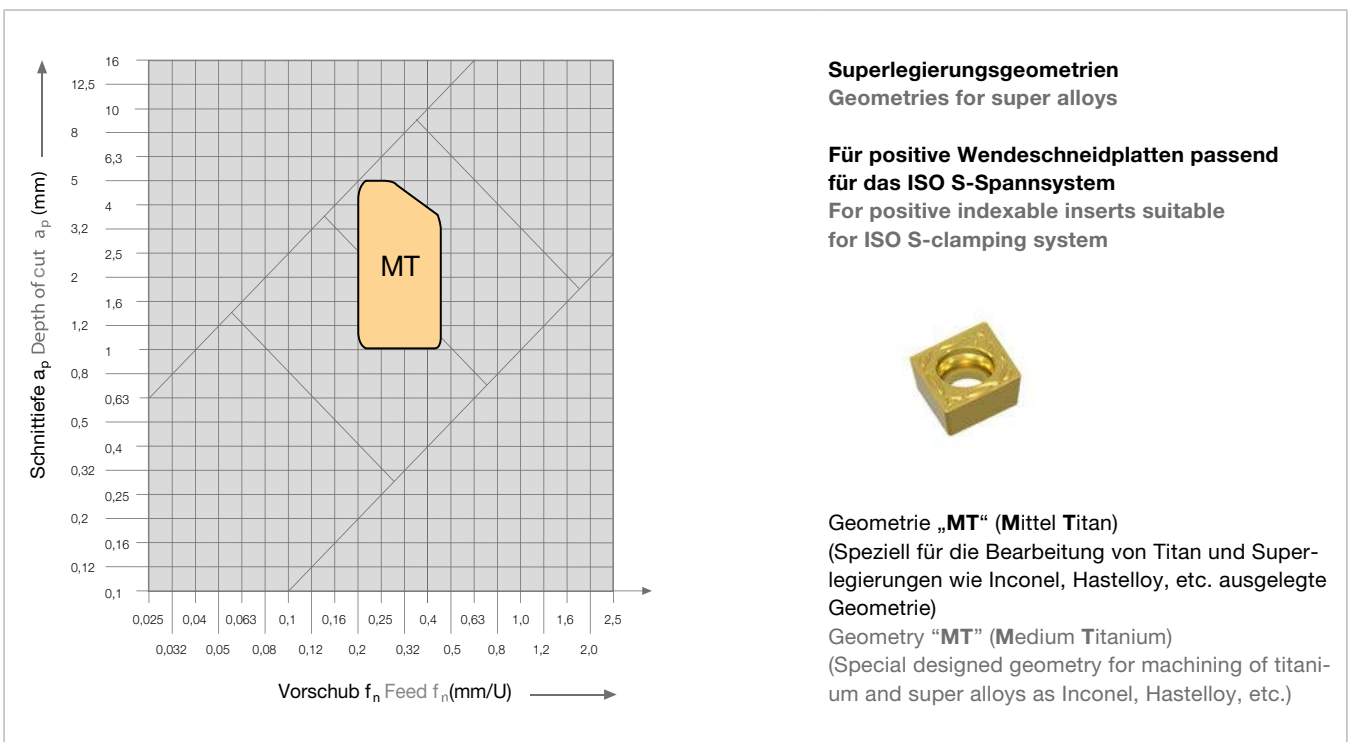 16
12,5
10
8
6,3
5
4
3,2
2,5
2
1,6
1,2
1
0,8
0,63
0,5
0,4
0,32
0,25
0,2
0,16
0,12
0,1
Schnittiefe ap Depth of cut ap (mm)
MT
0,025 0,04 0,063 0,1 0,16 0,25 0,4 0,63 1,0 1,6 2,5
0,032 0,05 0,08 0,12 0,2 0,32 0,5 0,8 1,2 2,0
Vorschub fn Feed fn(mm/U)
Superlegierungsgeometrien
Geometries for super alloys
Für positive Wendeschneidplatten passend
für das ISO S-Spannsystem
For positive indexable inserts suitable
for ISO S-clamping system
Geometrie „MT“ (Mittel Titan)
(Speziell für die Bearbeitung von Titan und Super-
legierungen wie Inconel, Hastelloy, etc. ausgelegte
Geometrie)
Geometry “MT” (Medium Titanium)
(Special designed geometry for machining of titani-
um and super alloys as Inconel, Hastelloy, etc.)